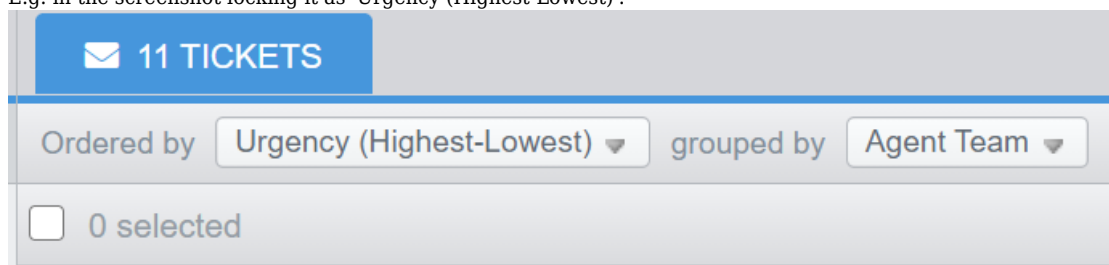 E.g. in the screenshot locking it as 'Urgency (Highest-Lowest)'.
11 TICKETS
Ordered by Urgency (Highest-Lowest) grouped by Agent Team
0 selected